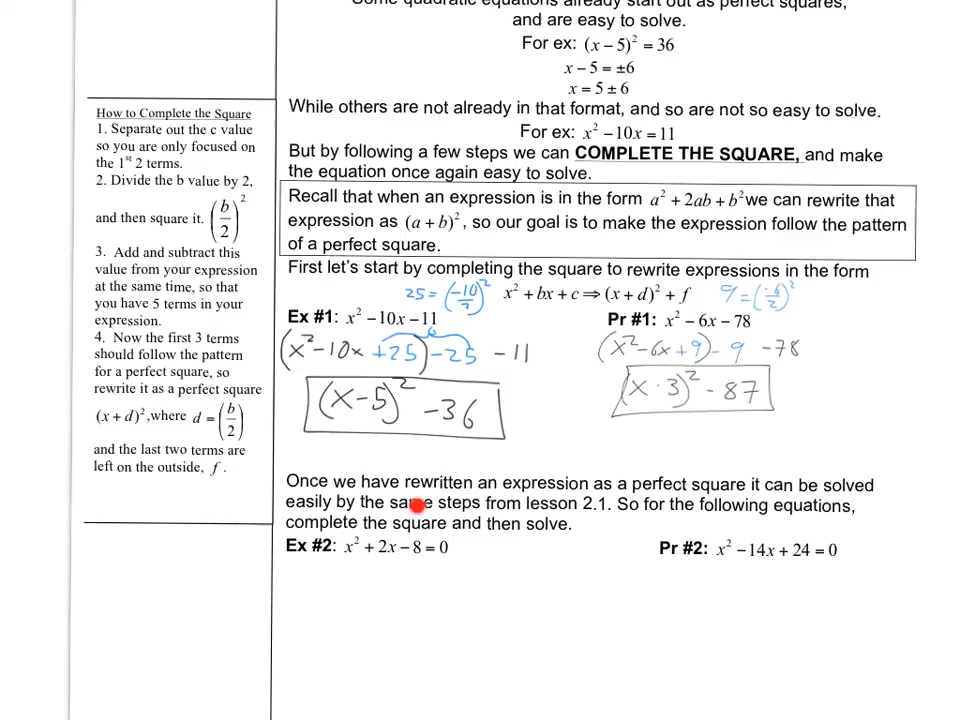 Some quadratic equations already start out as perfect squares,
and are easy to solve.
For ex: (x − 5)² = 36
x − 5 = ±6
x = 5 ± 6
While others are not already in that format, and so are not so easy to solve.
For ex: x² − 10x = 11
But by following a few steps we can COMPLETE THE SQUARE, and make
the equation once again easy to solve.
Recall that when an expression is in the form a² + 2ab + b² we can rewrite that
expression as (a + b)², so our goal is to make the expression follow the pattern
of a perfect square.
First let's start by completing the square to rewrite expressions in the form
x² + bx + c ⇒ (x + d)² + f
25 = (-10/2)²
9 = (-6/2)²
Ex #1: x² − 10x − 11
(x² − 10x + 25) − 25 − 11
(x − 5)² − 36
Pr #1: x² − 6x − 78
(x² − 6x + 9) − 9 − 78
(x - 3)² - 87
Once we have rewritten an expression as a perfect square it can be solved
easily by the same steps from lesson 2.1. So for the following equations,
complete the square and then solve.
Ex #2: x² + 2x − 8 = 0
Pr #2: x² − 14x + 24 = 0
How to Complete the Square
1. Separate out the c value
so you are only focused on
the 1st 2 terms.
2. Divide the b value by 2,
and then square it. (b/2)²
3. Add and subtract this
value from your expression
at the same time, so that
you have 5 terms in your
expression.
4. Now the first 3 terms
should follow the pattern
for a perfect square, so
rewrite it as a perfect square
(x + d)², where d = (b/2)
and the last two terms are
left on the outside, f.